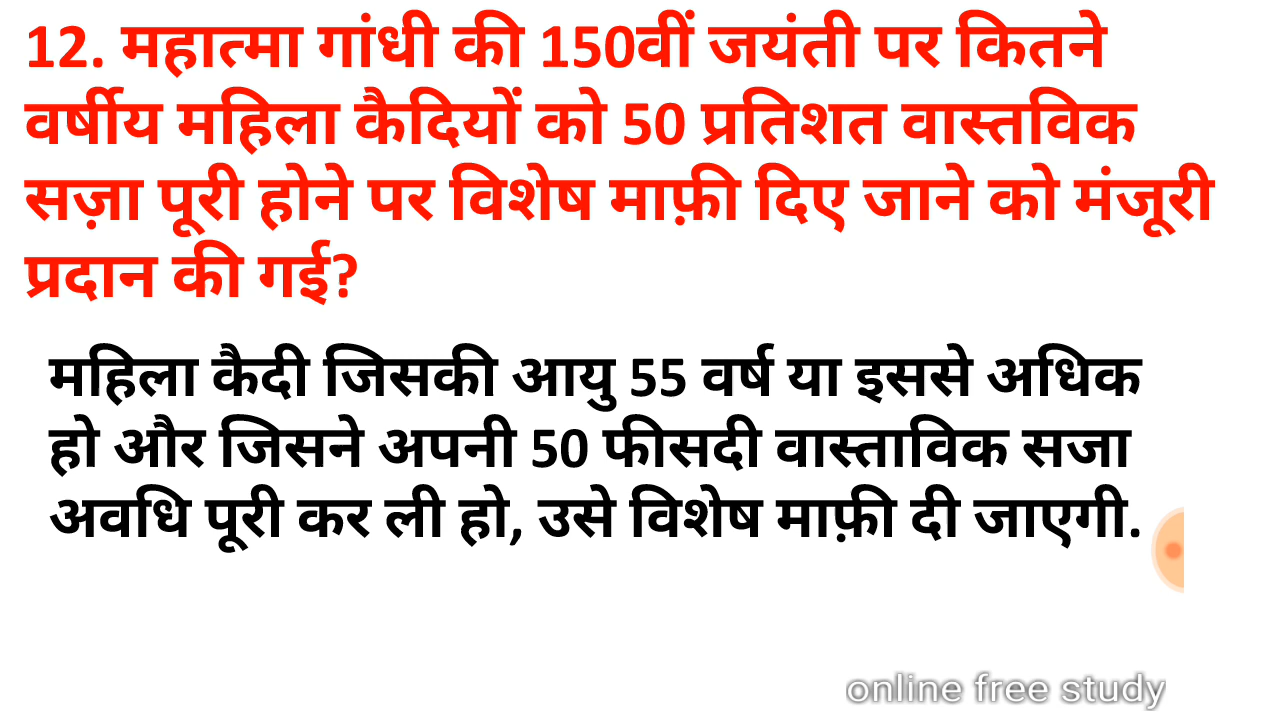 12. महात्मा गांधी की 150वीं जयंती पर कितने
वर्षीय महिला कैदियों को 50 प्रतिशत वास्तविक
सज़ा पूरी होने पर विशेष माफ़ी दिए जाने को मंजूरी
प्रदान की गई?
महिला कैदी जिसकी आयु 55 वर्ष या इससे अधिक
हो और जिसने अपनी 50 फीसदी वास्ताविक सजा
अवधि पूरी कर ली हो, उसे विशेष माफ़ी दी जाएगी.
online free study